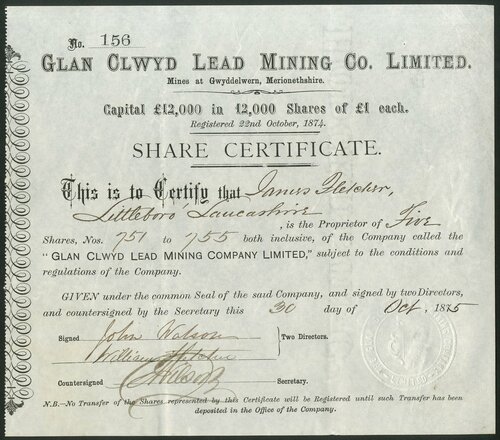 No. 156
GLAN CLWYD LEAD MINING CO. LIMITED.
Mines at Gwyddelwern, Merionethshire.
Capital £12,000 in 12,000 Shares of £1 each.
Registered 22nd October, 1874.
SHARE CERTIFICATE.
This is to Certify that James Fletcher,
Littleboro Lancashire, is the Proprietor of Five
Shares, Nos. 751 to 755 both inclusive, of the Company called the
"GLAN CLWYD LEAD MINING COMPANY LIMITED," subject to the conditions and
regulations of the Company.
GIVEN under the common Seal of the said Company, and signed by two Directors,
and countersigned by the Secretary this 30 day of Oct. 1875
Signed John Watson
William } Two Directors.
Countersigned Secretary.
N.B.—No Transfer of the Shares represented by this Certificate will be Registered until such Transfer has been
deposited in the Office of the Company.